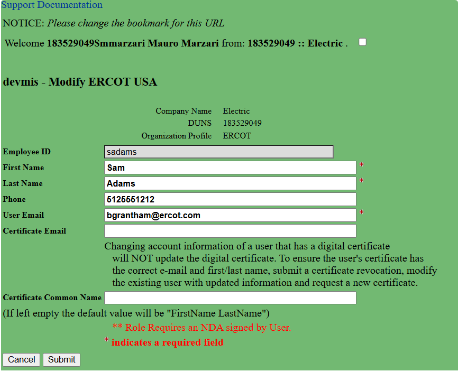 Support Documentation
NOTICE: Please change the bookmark for this URL
Welcome 183529049Smmarzari Mauro Marzari from: 183529049 :: Electric .
devmis - Modify ERCOT USA
Company Name Electric
DUNS 183529049
Organization Profile ERCOT
Employee ID sadams
First Name Sam *
Last Name Adams *
Phone 5125551212
User Email bgrantham@ercot.com *
Certificate Email
Changing account information of a user that has a digital certificate
will NOT update the digital certificate. To ensure the user's certificate has
the correct e-mail and first/last name, submit a certificate revocation, modify
the existing user with updated information and request a new certificate.
Certificate Common Name
(If left empty the default value will be "FirstName LastName")
** Role Requires an NDA signed by User.
* indicates a required field
Cancel Submit